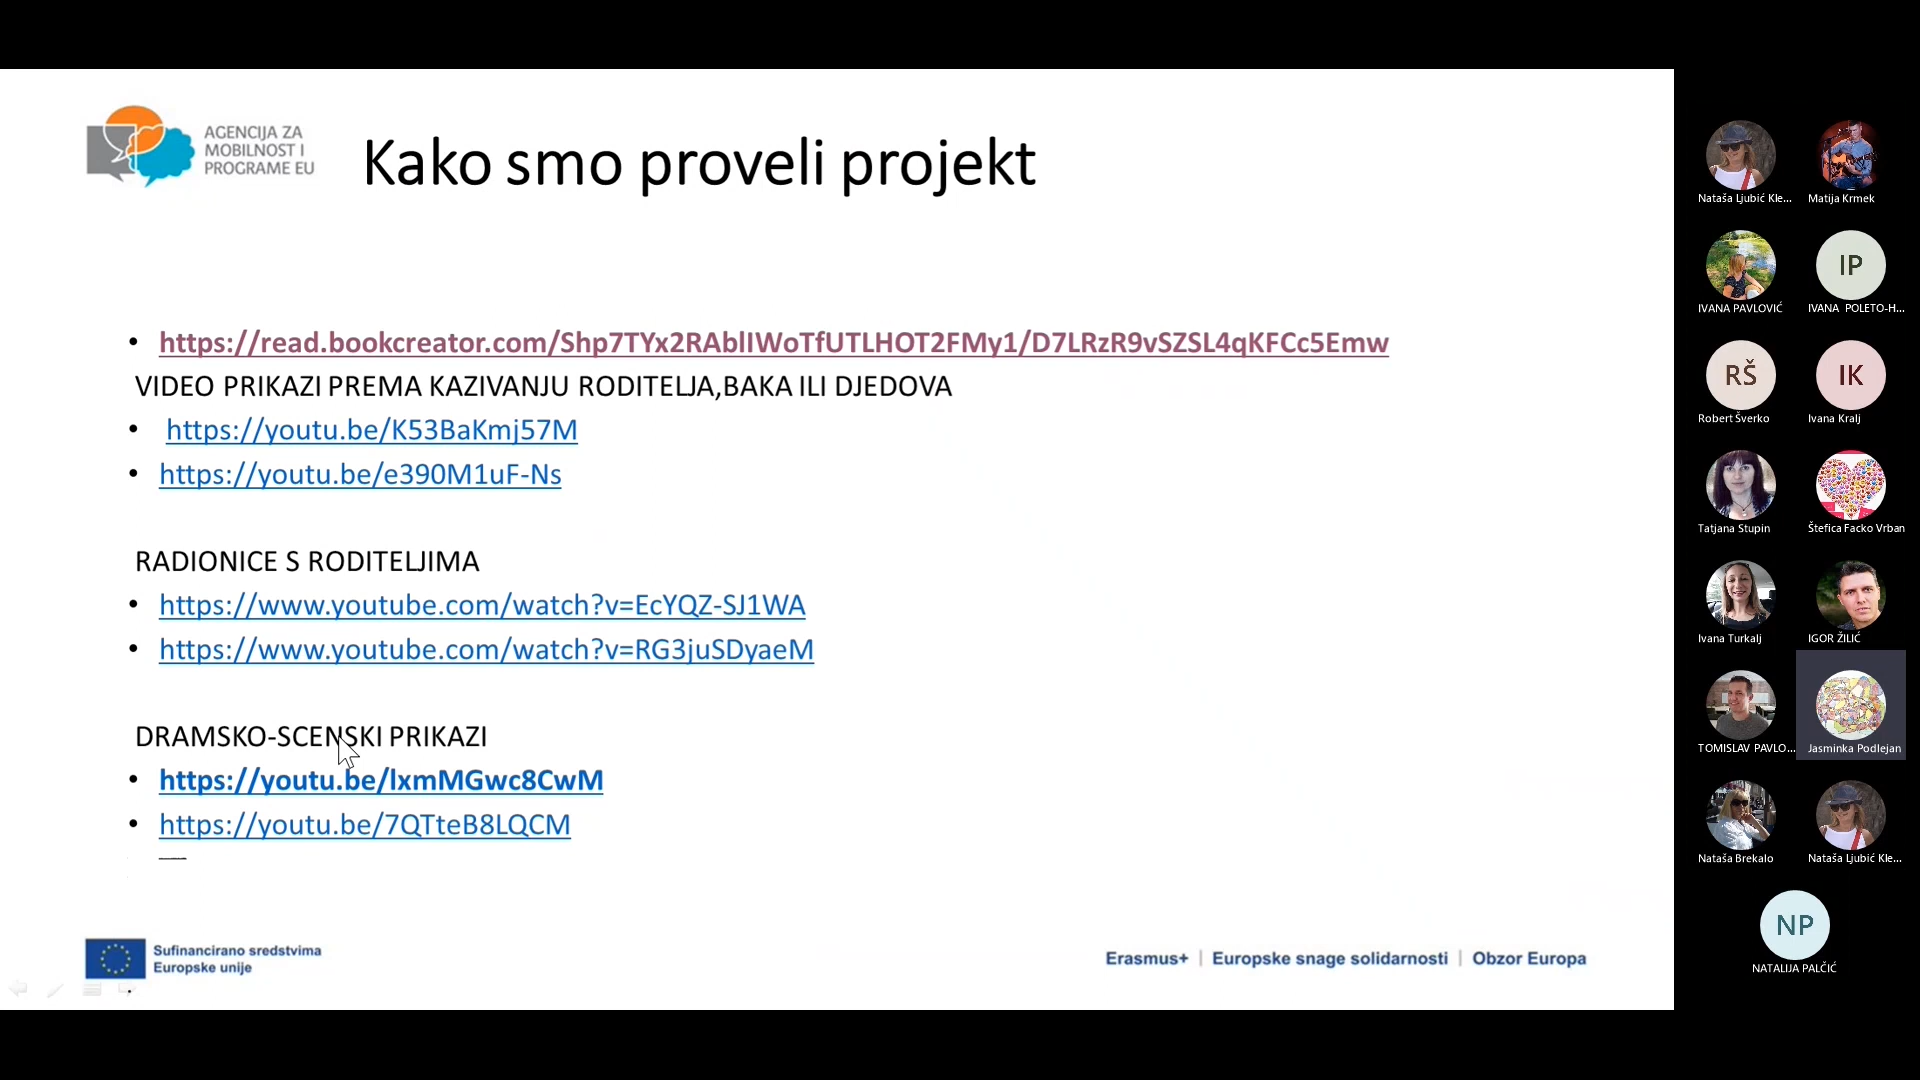 AGENCIJA ZA
MOBILNOST I
PROGRAME EU
Kako smo proveli projekt
• https://read.bookcreator.com/Shp7TYx2RAblIWoTfUTLHOT2FMy1/D7LRzR9vSZSL4qKFCc5Emw
VIDEO PRIKAZI PREMA KAZIVANJU RODITELJA,BAKA ILI DJEDOVA
• https://youtu.be/K53BaKmj57M
• https://youtu.be/e390M1uF-Ns
RADIONICE S RODITELJIMA
• https://www.youtube.com/watch?v=EcYQZ-SJ1WA
• https://www.youtube.com/watch?v=RG3juSDyaeM
DRAMSKO-SCENSKI PRIKAZI
• https://youtu.be/lxmMGwc8CwM
• https://youtu.be/7QTteB8LQCM
Sufinancirano sredstvima
Europske unije
Erasmus+ | Europske snage solidarnosti | Obzor Europa
Nataša Ljubić Kle...
Matija Krmek
IVANA PAVLOVIĆ
IP
IVANA POLETO-H...
RŠ
Robert Šverko
IK
Ivana Kralj
Tatjana Stupin
Štefica Facko Vrban
Ivana Turkalj
IGOR ŽILIĆ
TOMISLAV PAVLO...
Jasminka Podlejan
Nataša Brekalo
Nataša Ljubić Kle...
NP
NATALIJA PALČIĆ